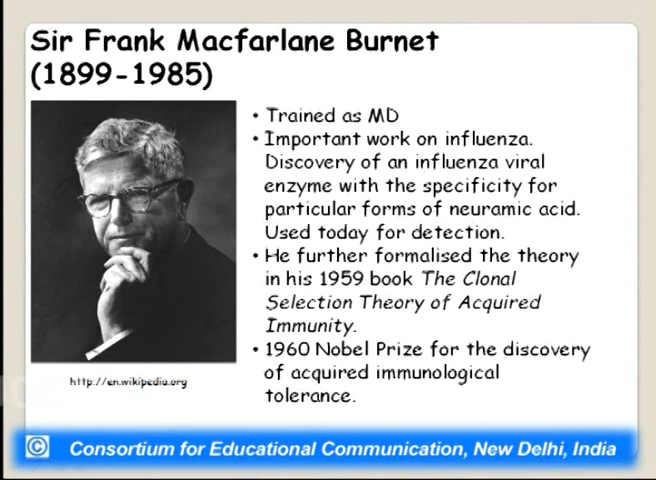 Sir Frank Macfarlane Burnet
(1899-1985)
• Trained as MD
• Important work on influenza.
Discovery of an influenza viral
enzyme with the specificity for
particular forms of neuramic acid.
Used today for detection.
• He further formalised the theory
in his 1959 book The Clonal
Selection Theory of Acquired
Immunity.
• 1960 Nobel Prize for the discovery
of acquired immunological
tolerance.
http://en.wikipedia.org
© Consortium for Educational Communication, New Delhi, India